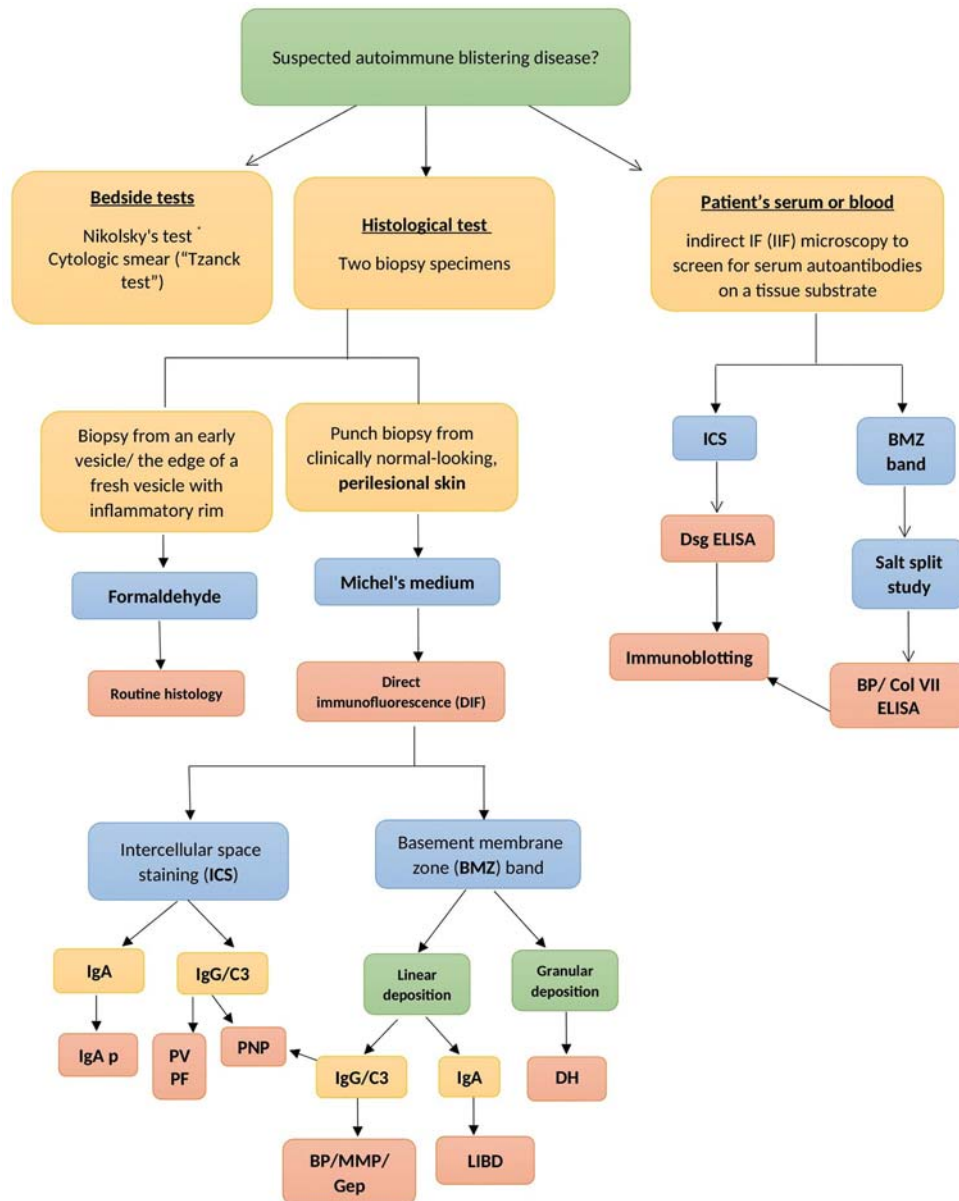 Suspected autoimmune blistering disease?
Bedside tests
Nikolsky's test *
Cytologic smear (“Tzanck
test”)
Histological test
Two biopsy specimens
Patient’s serum or blood
indirect IF (IIF) microscopy to
screen for serum autoantibodies
on a tissue substrate
Biopsy from an early
vesicle/ the edge of a
fresh vesicle with
inflammatory rim
Punch biopsy from
clinically normal-looking,
perilesional skin
ICS
BMZ
band
Dsg ELISA
Salt split
study
Formaldehyde
Michel's medium
Immunoblotting
BP/ Col VII
ELISA
Routine histology
Direct
immunofluorescence (DIF)
Intercellular space
staining (ICS)
Basement membrane
zone (BMZ) band
IgA
IgG/C3
Linear
deposition
Granular
deposition
IgA p
PV
PF
PNP
IgG/C3
IgA
DH
BP/MMP/
Gep
LIBD